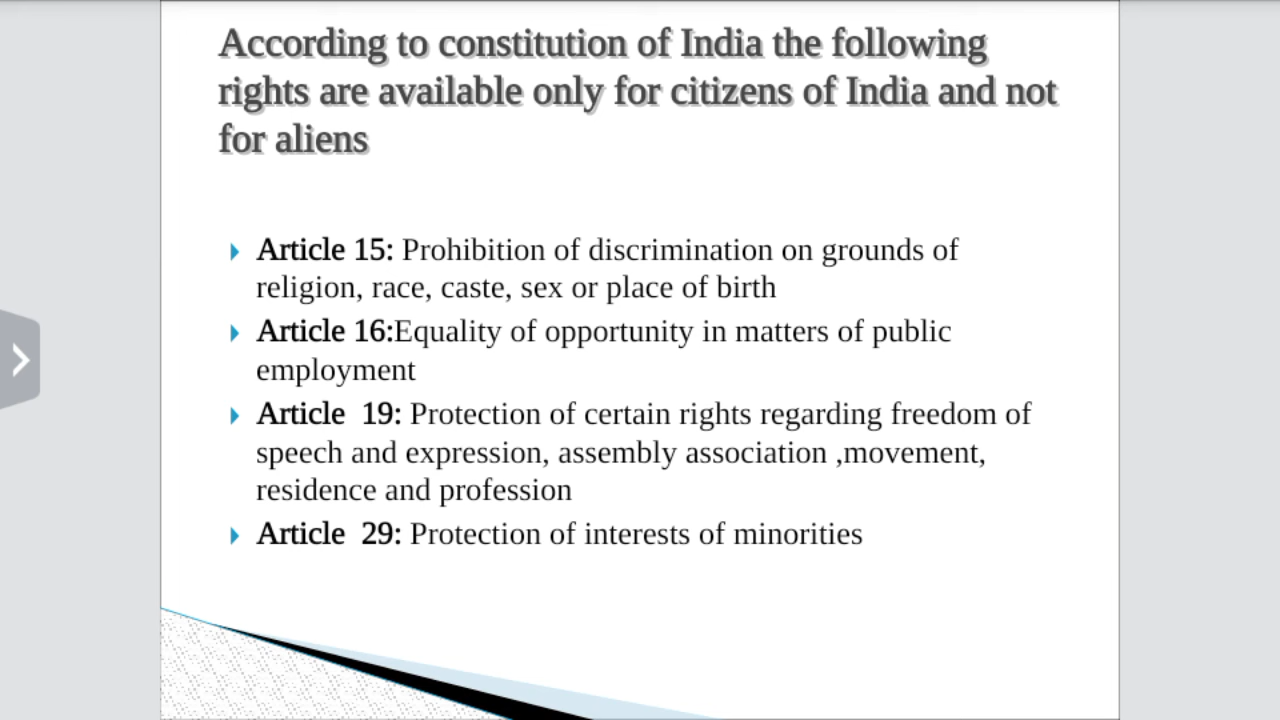 According to constitution of India the following
rights are available only for citizens of India and not
for aliens
Article 15: Prohibition of discrimination on grounds of
religion, race, caste, sex or place of birth
Article 16:Equality of opportunity in matters of public
employment
Article  19: Protection of certain rights regarding freedom of
speech and expression, assembly association ,movement,
residence and profession
Article  29: Protection of interests of minorities